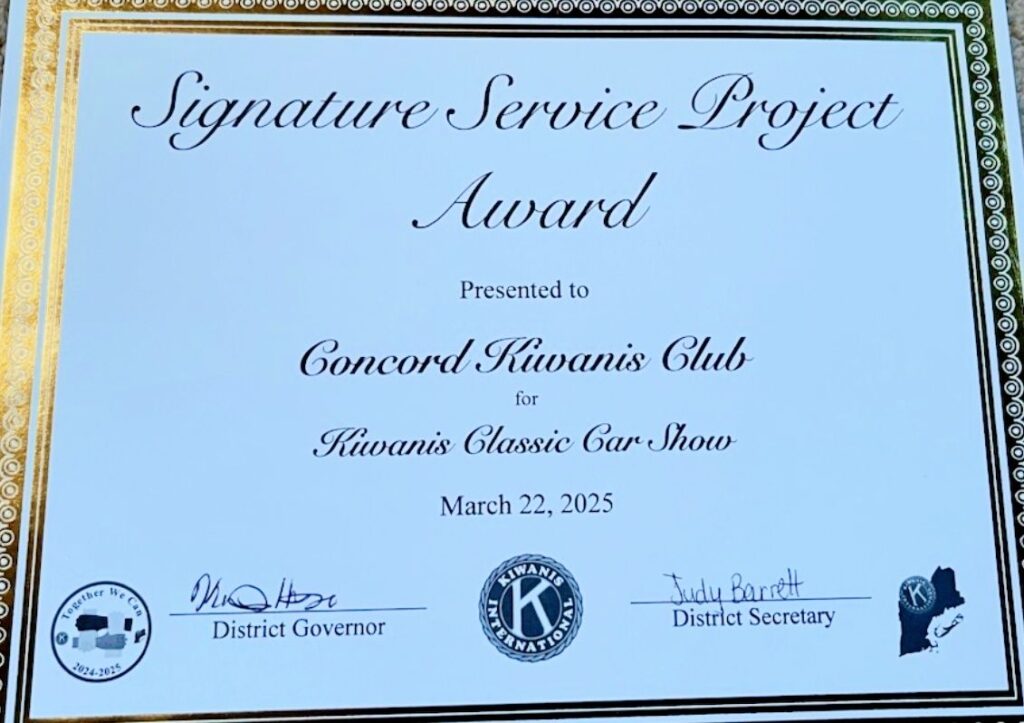 Signature Service Project
Award
Presented to
Concord Kiwanis Club
for
Kiwanis Classic Car Show
March 22, 2025
Together We Can
K
2024-2025
District Governor
KIWANIS
K
INTERNATIONAL
Judy Barrett
District Secretary
K